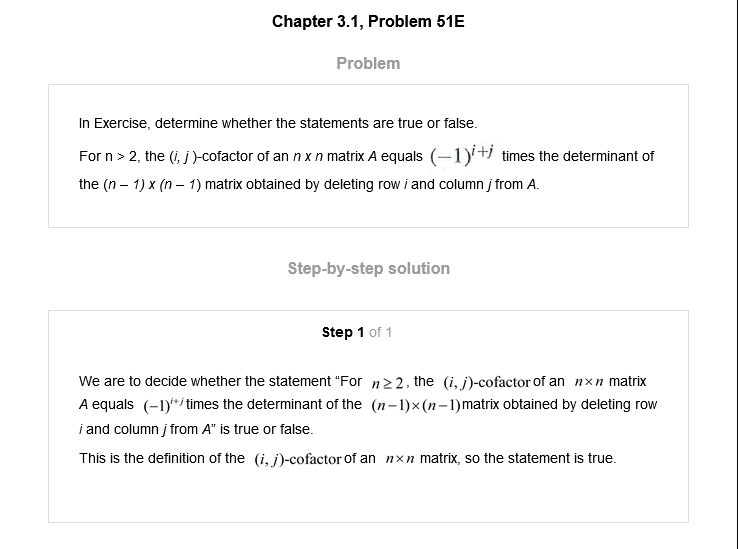 Chapter 3.1, Problem 51E
Problem
In Exercise, determine whether the statements are true or false.
For n > 2, the (i, j )-cofactor of an n x n matrix A equals (−1)^{i+j} times the determinant of
the (n – 1) x (n – 1) matrix obtained by deleting row i and column j from A.
Step-by-step solution
Step 1 of 1
We are to decide whether the statement "For n ≥ 2, the (i, j)-cofactor of an n×n matrix
A equals (−1)^{i+j} times the determinant of the (n−1)×(n−1) matrix obtained by deleting row
i and column j from A" is true or false.
This is the definition of the (i, j)-cofactor of an n×n matrix, so the statement is true.